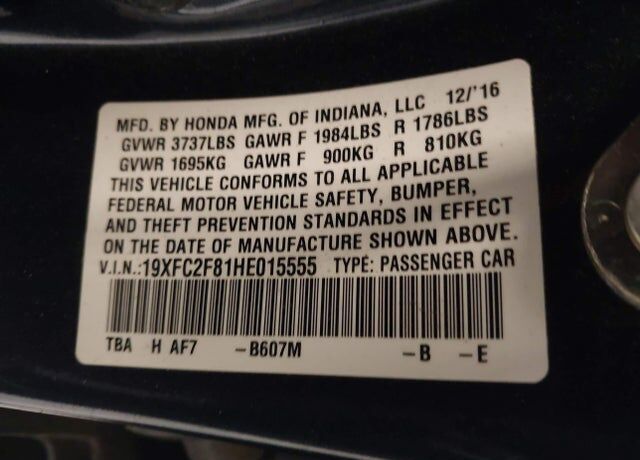 MFD. BY HONDA MFG. OF INDIANA, LLC 12/'16
GVWR 3737LBS GAWR F 1984LBS R 1786LBS
GVWR 1695KG GAWR F 900KG R 810KG
THIS VEHICLE CONFORMS TO ALL APPLICABLE
FEDERAL MOTOR VEHICLE SAFETY, BUMPER,
AND THEFT PREVENTION STANDARDS IN EFFECT
ON THE DATE OF MANUFACTURE SHOWN ABOVE.
V.I.N.:19XFC2F81HE015555 TYPE: PASSENGER CAR
TBA H AF7 –B607M –B –E